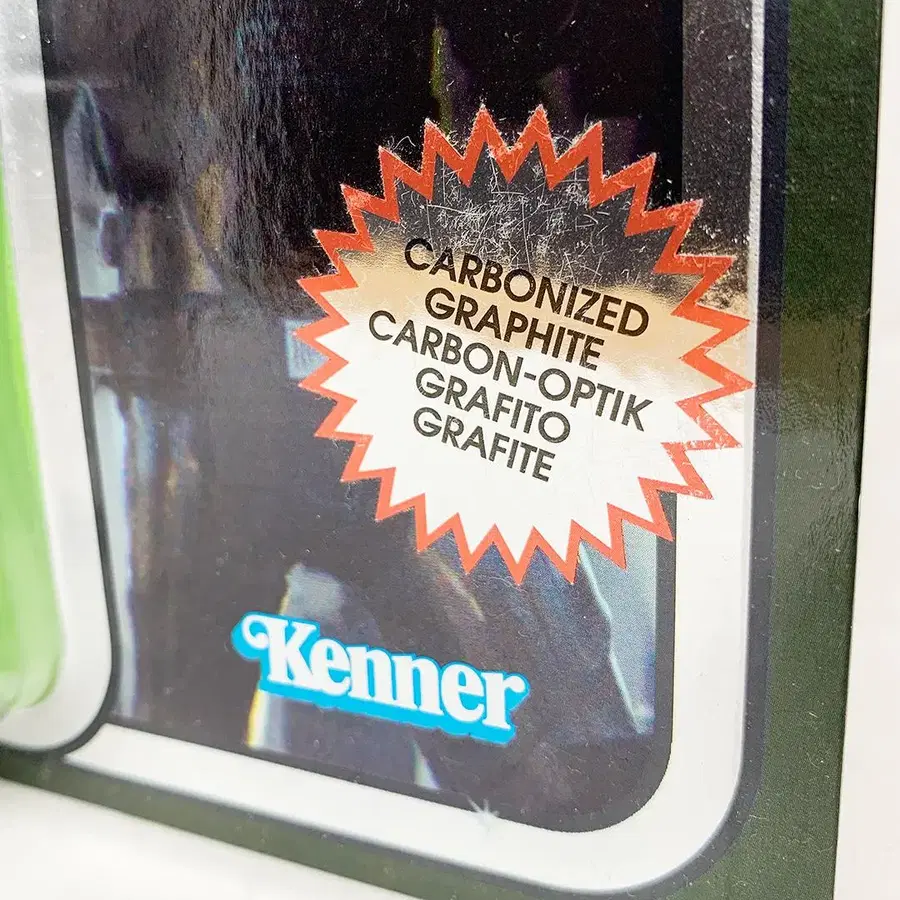 CARBONIZED
GRAPHITE
CARBON-OPTIK
GRAFITO
GRAFITE
Kenner